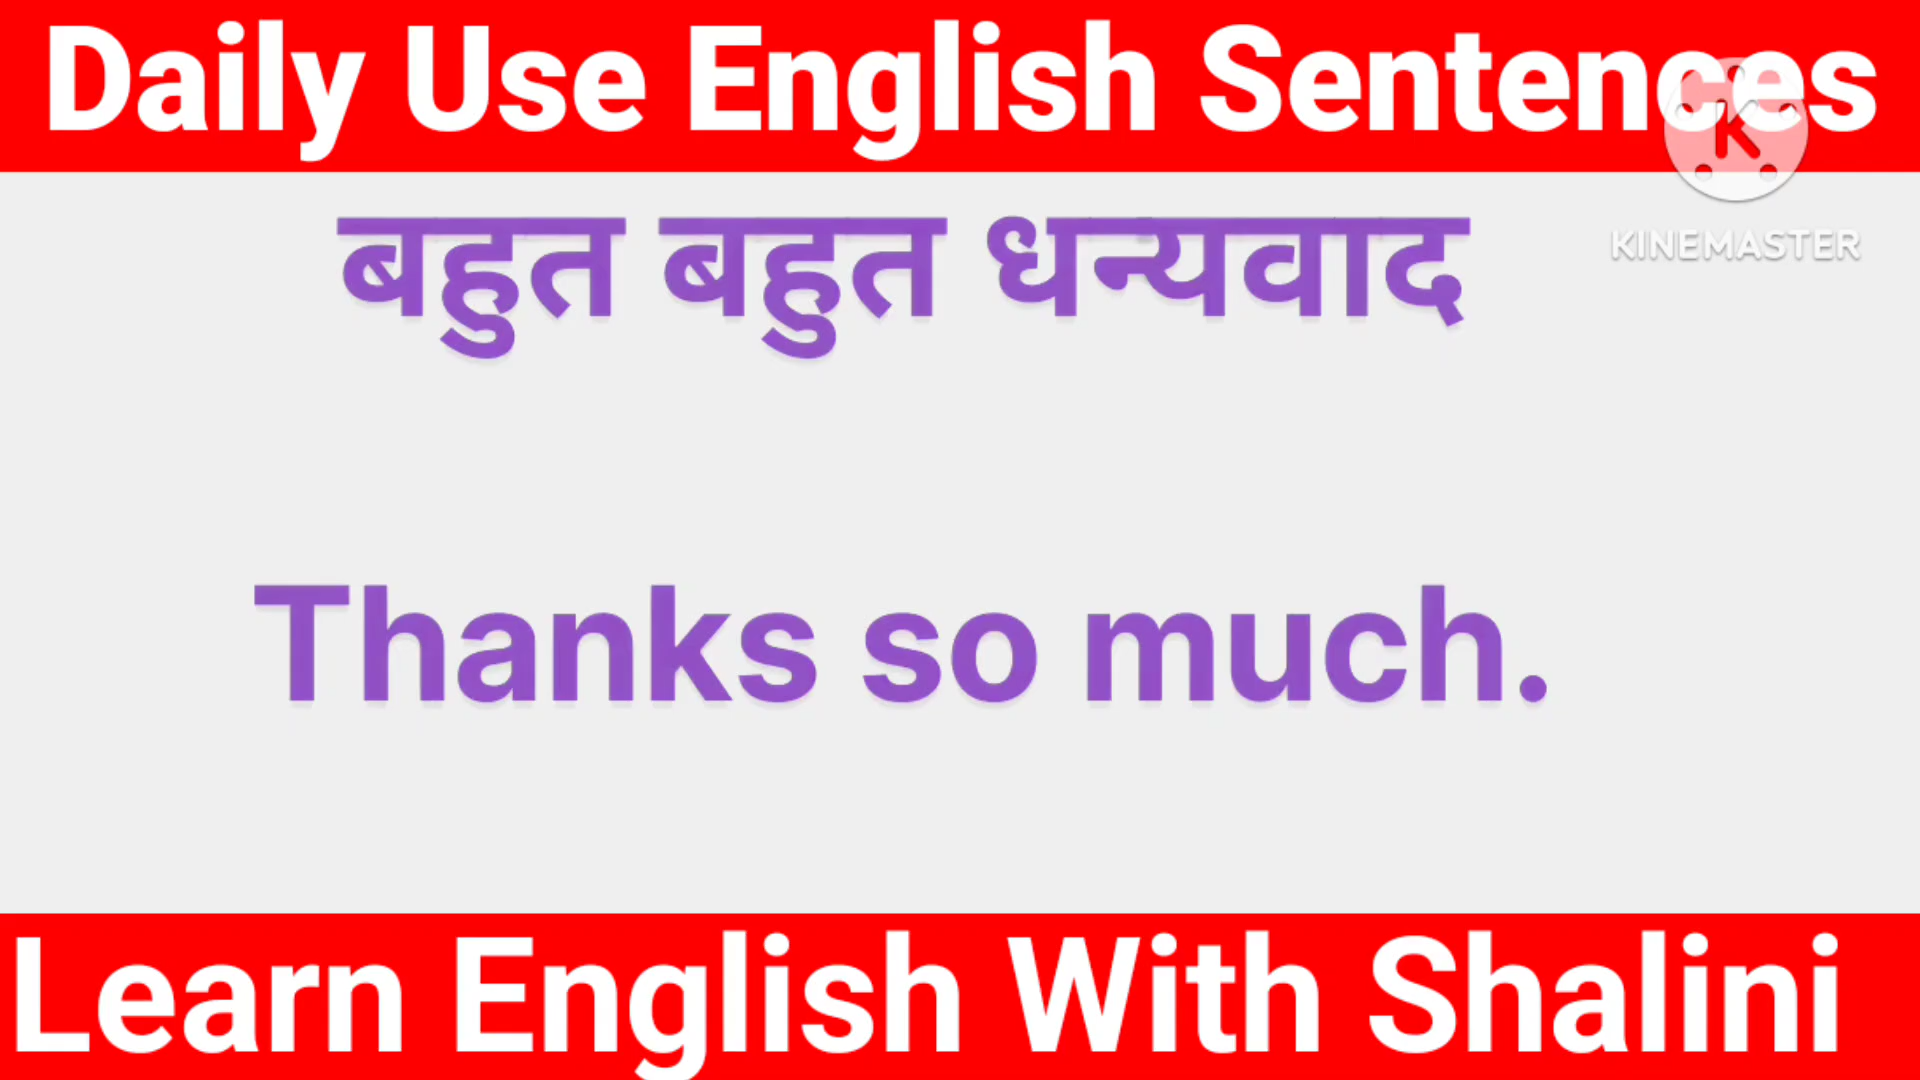 Daily Use English Sentences
K
KINEMASTER
बहुत बहुत धन्यवाद
Thanks so much.
Learn English With Shalini